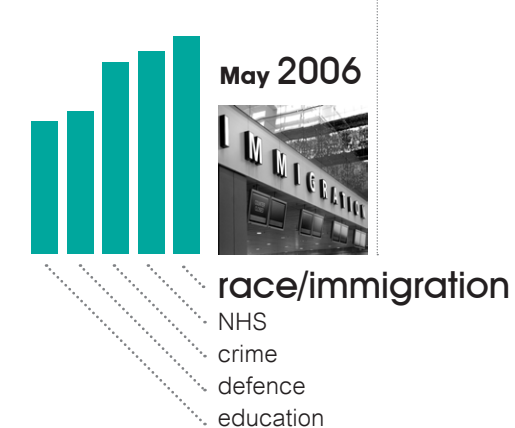 May 2006
IMMIGRATION
race/immigration
NHS
crime
defence
education